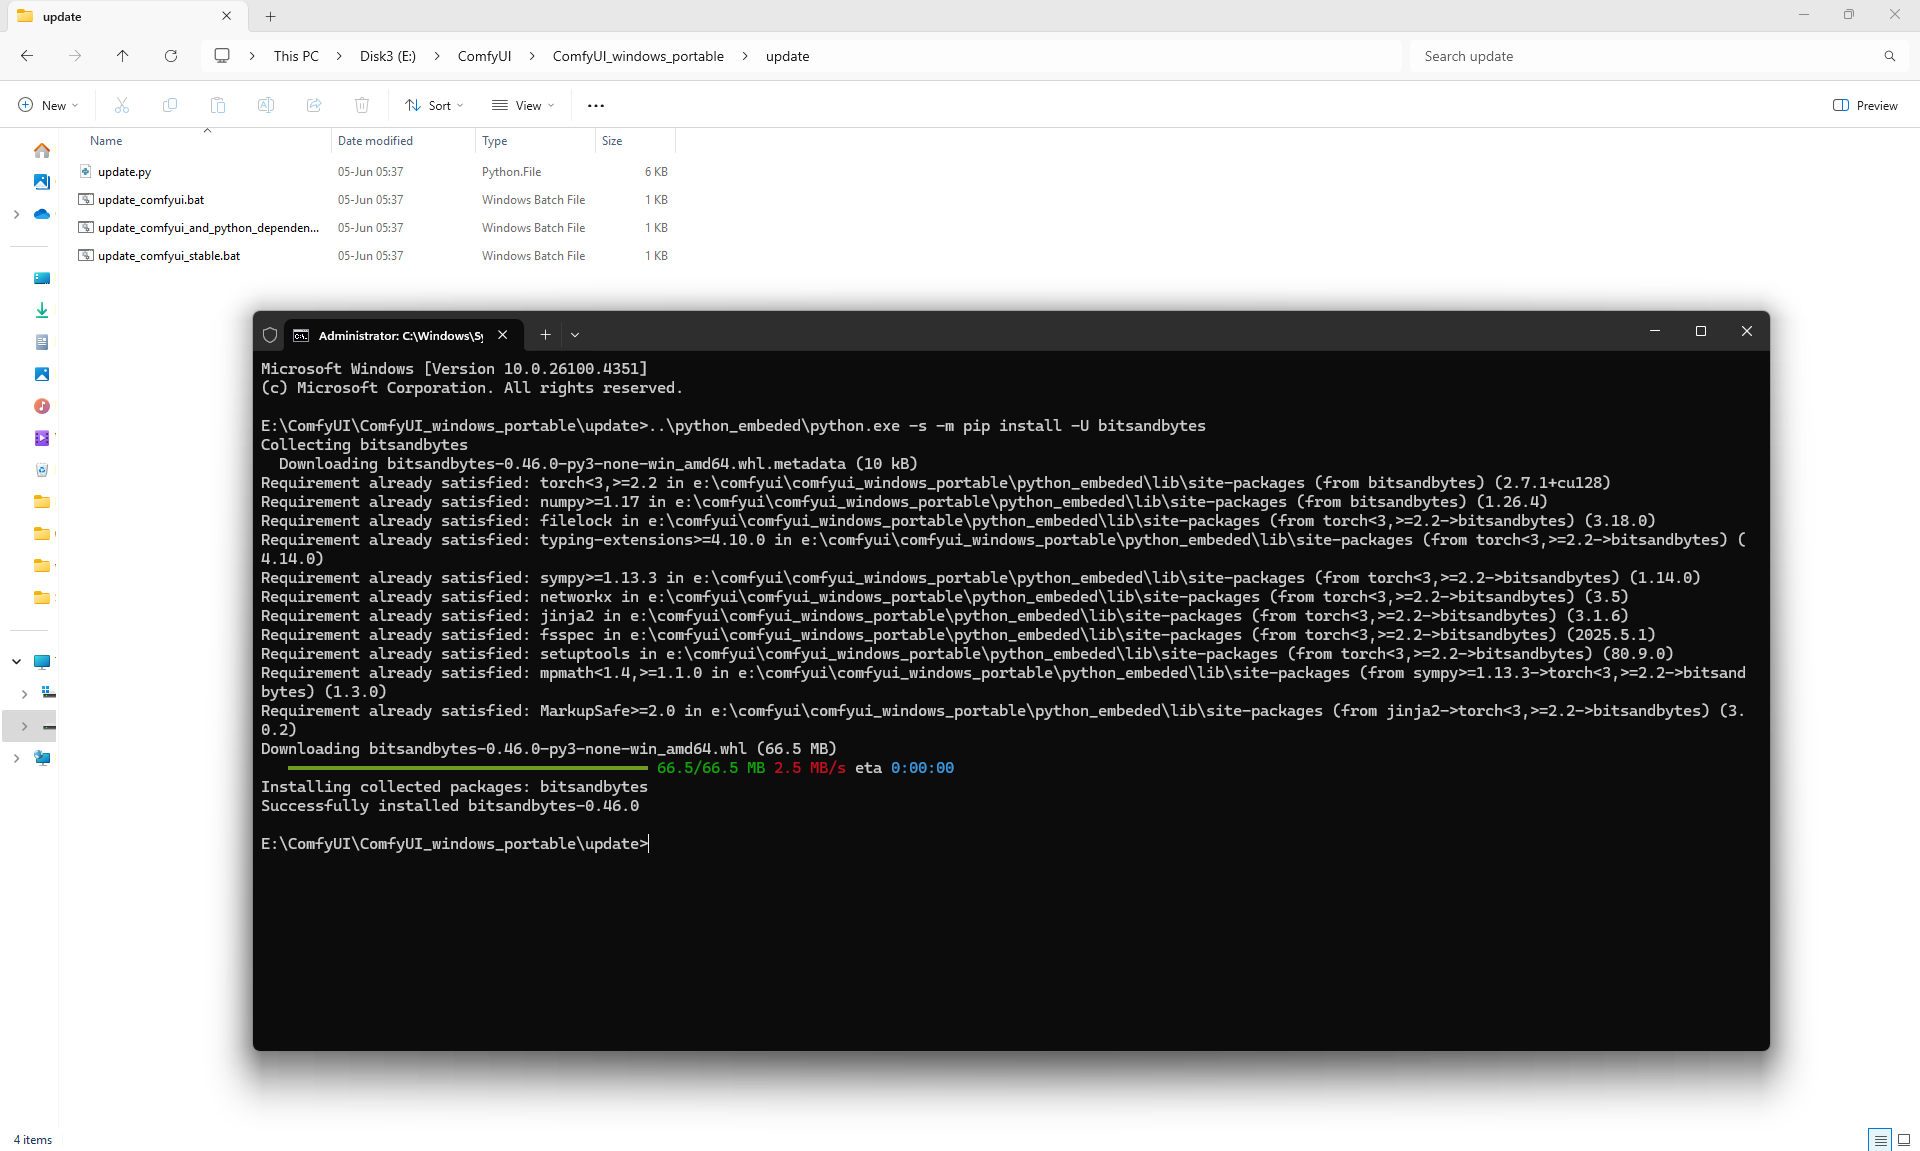 update
This PC
Disk3 (E:)
ComfyUI
ComfyUI_windows_portable
update
Search update
New
Sort
View
Preview
Name
Date modified
Type
Size
update.py
05-Jun 05:37
Python.File
6 KB
update_comfyui.bat
05-Jun 05:37
Windows Batch File
1 KB
update_comfyui_and_python_dependen...
05-Jun 05:37
Windows Batch File
1 KB
update_comfyui_stable.bat
05-Jun 05:37
Windows Batch File
1 KB
Administrator: C:\Windows\Sy
Microsoft Windows [Version 10.0.26100.4351]
(c) Microsoft Corporation. All rights reserved.
E:\ComfyUI\ComfyUI_windows_portable\update>..\python_embeded\python.exe -s -m pip install -U bitsandbytes
Collecting bitsandbytes
Downloading bitsandbytes-0.46.0-py3-none-win_amd64.whl.metadata (10 kB)
Requirement already satisfied: torch<3,>=2.2 in e:\comfyui\comfyui_windows_portable\python_embeded\lib\site-packages (from bitsandbytes) (2.7.1+cu128)
Requirement already satisfied: numpy>=1.17 in e:\comfyui\comfyui_windows_portable\python_embeded\lib\site-packages (from bitsandbytes) (1.26.4)
Requirement already satisfied: filelock in e:\comfyui\comfyui_windows_portable\python_embeded\lib\site-packages (from torch<3,>=2.2->bitsandbytes) (3.18.0)
Requirement already satisfied: typing-extensions>=4.10.0 in e:\comfyui\comfyui_windows_portable\python_embeded\lib\site-packages (from torch<3,>=2.2->bitsandbytes) (
4.14.0)
Requirement already satisfied: sympy>=1.13.3 in e:\comfyui\comfyui_windows_portable\python_embeded\lib\site-packages (from torch<3,>=2.2->bitsandbytes) (1.14.0)
Requirement already satisfied: networkx in e:\comfyui\comfyui_windows_portable\python_embeded\lib\site-packages (from torch<3,>=2.2->bitsandbytes) (3.5)
Requirement already satisfied: jinja2 in e:\comfyui\comfyui_windows_portable\python_embeded\lib\site-packages (from torch<3,>=2.2->bitsandbytes) (3.1.6)
Requirement already satisfied: fsspec in e:\comfyui\comfyui_windows_portable\python_embeded\lib\site-packages (from torch<3,>=2.2->bitsandbytes) (2025.5.1)
Requirement already satisfied: setuptools in e:\comfyui\comfyui_windows_portable\python_embeded\lib\site-packages (from torch<3,>=2.2->bitsandbytes) (80.9.0)
Requirement already satisfied: mpmath<1.4,>=1.1.0 in e:\comfyui\comfyui_windows_portable\python_embeded\lib\site-packages (from sympy>=1.13.3->torch<3,>=2.2->bitsand
bytes) (1.3.0)
Requirement already satisfied: MarkupSafe>=2.0 in e:\comfyui\comfyui_windows_portable\python_embeded\lib\site-packages (from jinja2->torch<3,>=2.2->bitsandbytes) (3.
0.2)
Downloading bitsandbytes-0.46.0-py3-none-win_amd64.whl (66.5 MB)
66.5/66.5 MB 2.5 MB/s eta 0:00:00
Installing collected packages: bitsandbytes
Successfully installed bitsandbytes-0.46.0
E:\ComfyUI\ComfyUI_windows_portable\update>
4 items